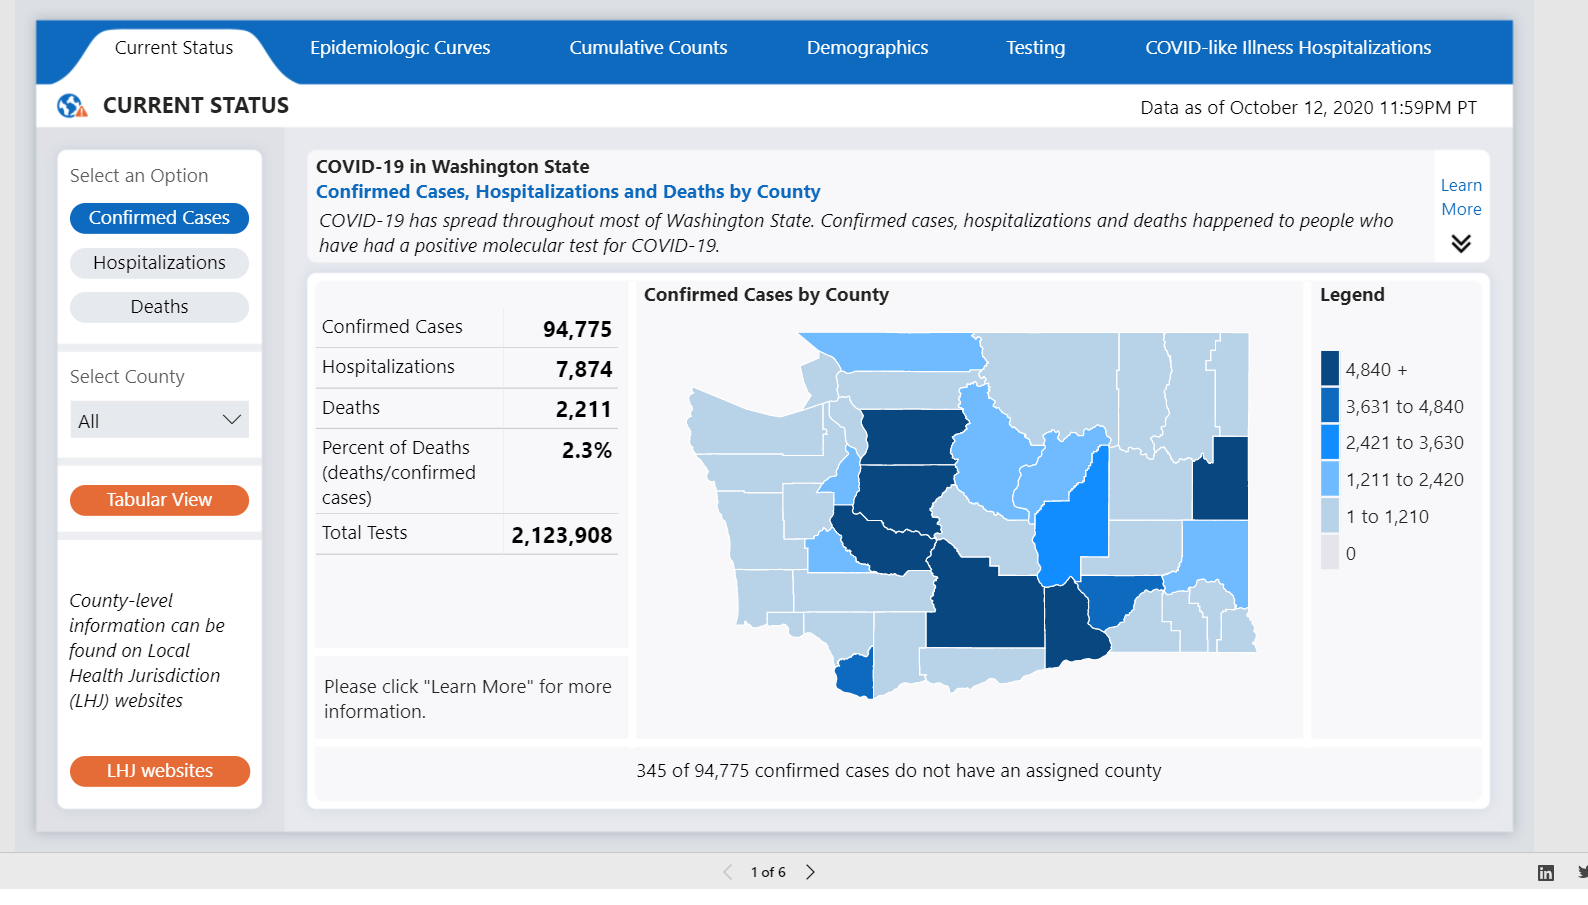 Current Status
Epidemiologic Curves
Cumulative Counts
Demographics
Testing
COVID-like Illness Hospitalizations
CURRENT STATUS
Data as of October 12, 2020 11:59PM PT
Select an Option
Confirmed Cases
Hospitalizations
Deaths
Select County
All
Tabular View
County-level
information can be
found on Local
Health Jurisdiction
(LHJ) websites
LHJ websites
COVID-19 in Washington State
Confirmed Cases, Hospitalizations and Deaths by County
COVID-19 has spread throughout most of Washington State. Confirmed cases, hospitalizations and deaths happened to people who
have had a positive molecular test for COVID-19.
Learn
More
Confirmed Cases 94,775
Hospitalizations 7,874
Deaths 2,211
Percent of Deaths 2.3%
(deaths/confirmed
cases)
Total Tests 2,123,908
Please click "Learn More" for more
information.
Confirmed Cases by County
Legend
4,840 +
3,631 to 4,840
2,421 to 3,630
1,211 to 2,420
1 to 1,210
0
345 of 94,775 confirmed cases do not have an assigned county
1 of 6
in